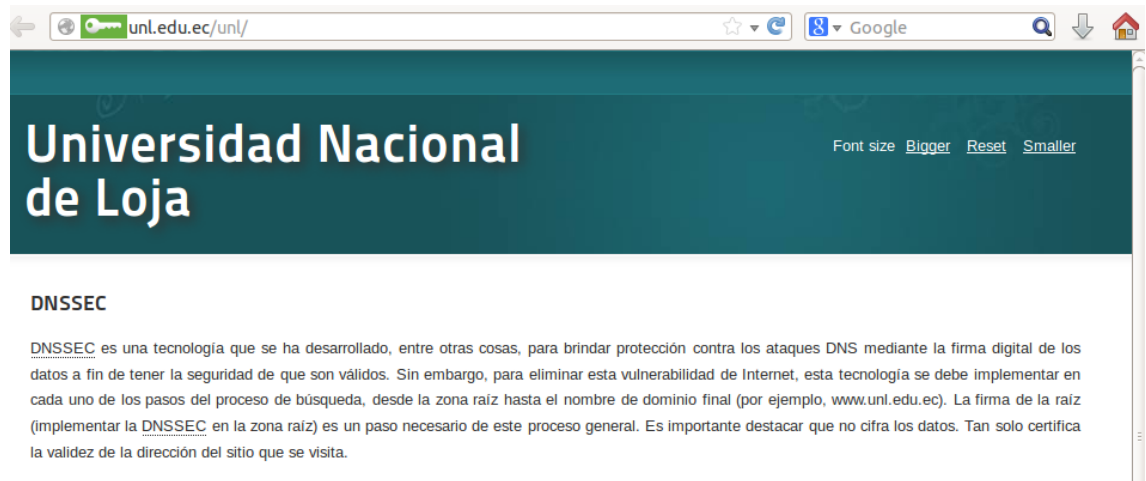 unl.edu.ec/unl/
8 Google
Universidad Nacional
de Loja
Font size Bigger Reset Smaller
DNSSEC
DNSSEC es una tecnología que se ha desarrollado, entre otras cosas, para brindar protección contra los ataques DNS mediante la firma digital de los
datos a fin de tener la seguridad de que son válidos. Sin embargo, para eliminar esta vulnerabilidad de Internet, esta tecnología se debe implementar en
cada uno de los pasos del proceso de búsqueda, desde la zona raíz hasta el nombre de dominio final (por ejemplo, www.unl.edu.ec). La firma de la raíz
(implementar la DNSSEC en la zona raíz) es un paso necesario de este proceso general. Es importante destacar que no cifra los datos. Tan solo certifica
la validez de la dirección del sitio que se visita.